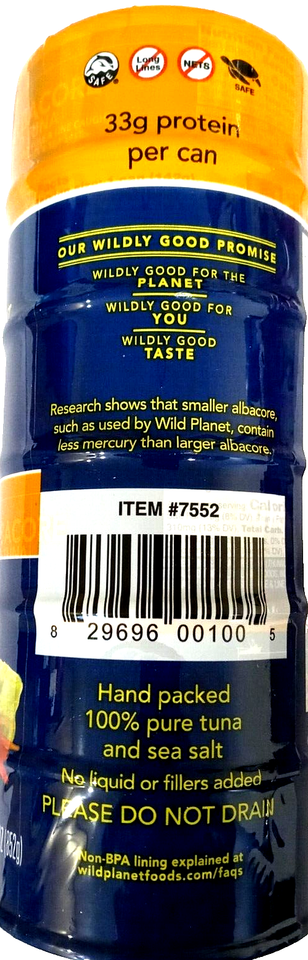 SAFE
Long
Lines
NETS
SAFE
33g protein
per can
OUR WILDLY GOOD PROMISE
WILDLY GOOD FOR THE
PLANET
WILDLY GOOD FOR
YOU
WILDLY GOOD
TASTE
Research shows that smaller albacore,
such as used by Wild Planet, contain
less mercury than larger albacore.
ITEM #7552
8 29696 00100 5
Hand packed
100% pure tuna
and sea salt
No liquid or fillers added
PLEASE DO NOT DRAIN
(852g)
Non-BPA lining explained at
wildplanetfoods.com/faqs